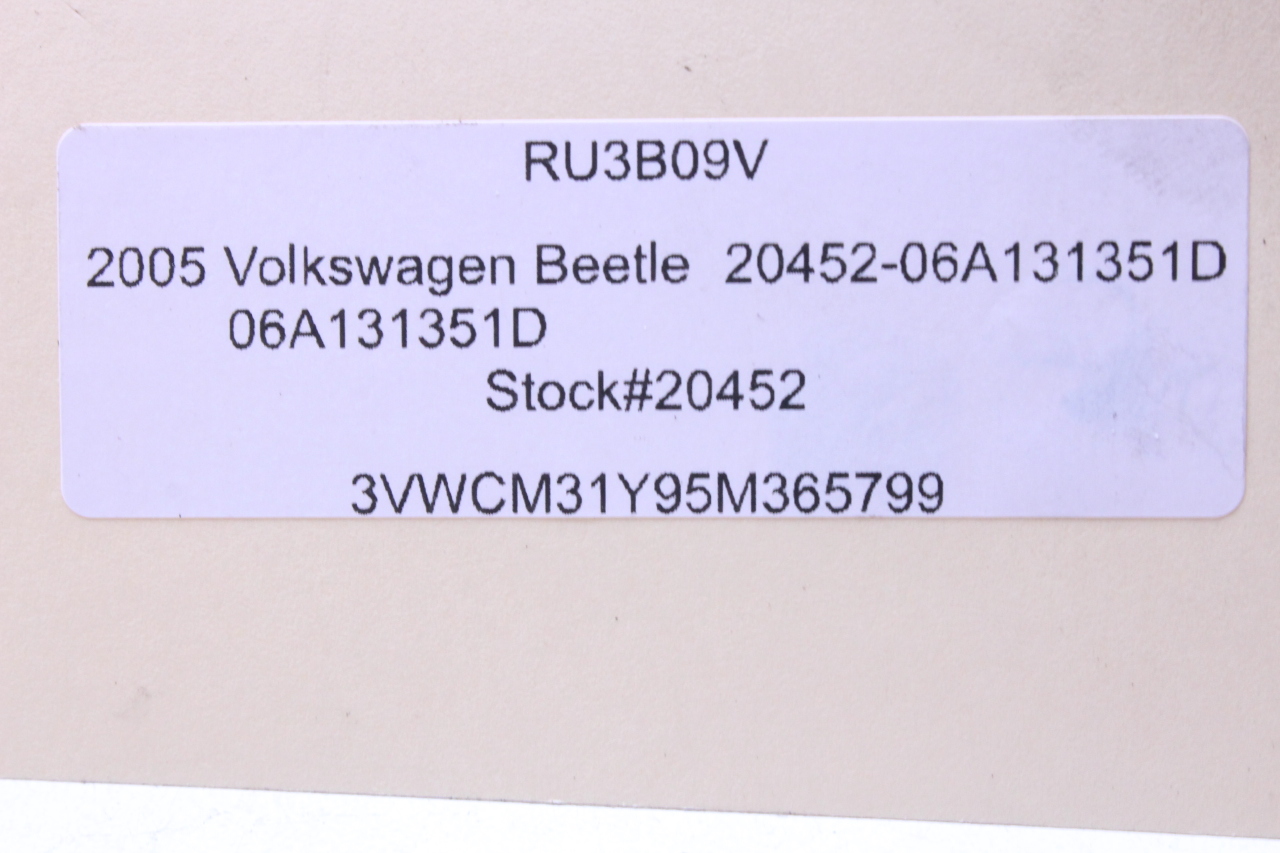 RU3B09V
2005 Volkswagen Beetle 20452-06A131351D
06A131351D
Stock#20452
3VWCM31Y95M365799